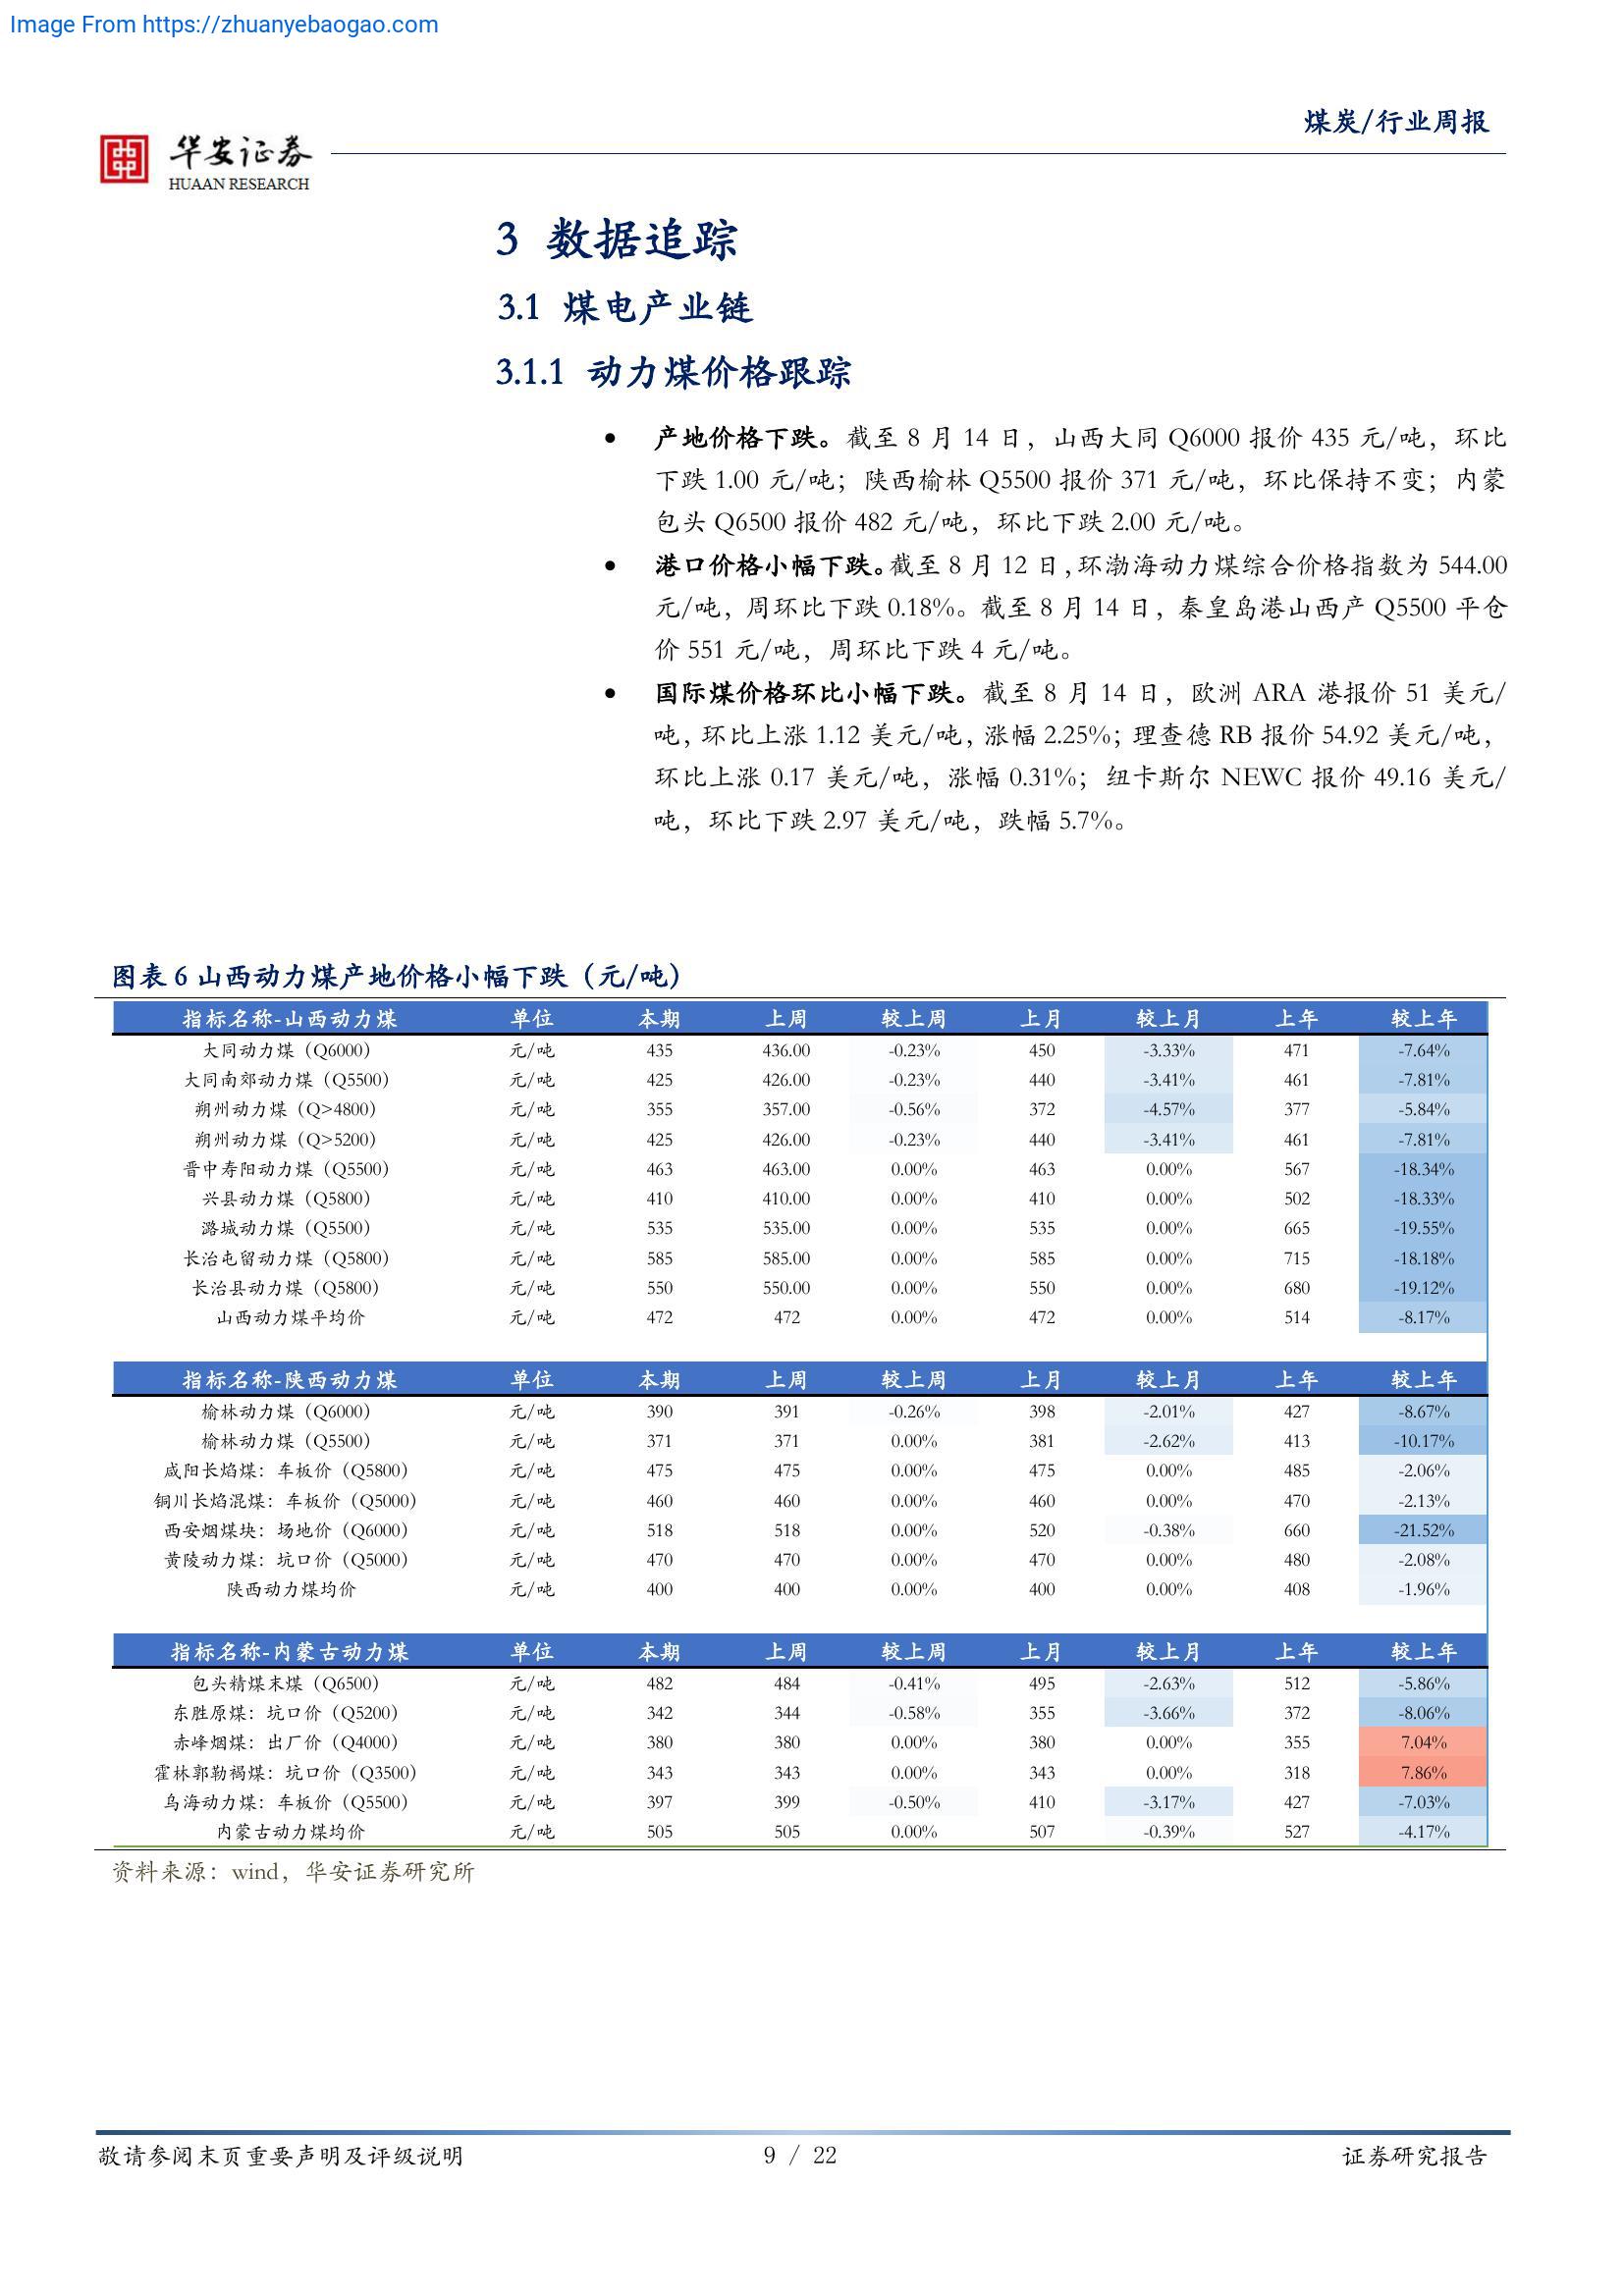 Image From https://zhuanyebaogao.com
煤炭/行业周报
华安证券
HUAAN RESEARCH
3 数据追踪
3.1 煤电产业链
3.1.1 动力煤价格跟踪
• 产地价格下跌。截至 8 月 14 日，山西大同 Q6000 报价 435 元/吨，环比
下跌 1.00 元/吨；陕西榆林 Q5500 报价 371 元/吨，环比保持不变；内蒙
包头 Q6500 报价 482 元/吨，环比下跌 2.00 元/吨。
• 港口价格小幅下跌。截至 8 月 12 日，环渤海动力煤综合价格指数为 544.00
元/吨，周环比下跌 0.18%。截至 8 月 14 日，秦皇岛港山西产 Q5500 平仓
价 551 元/吨，周环比下跌 4 元/吨。
• 国际煤价格环比小幅下跌。截至 8 月 14 日，欧洲 ARA 港报价 51 美元/
吨，环比上涨 1.12 美元/吨，涨幅 2.25%；理查德 RB 报价 54.92 美元/吨，
环比上涨 0.17 美元/吨，涨幅 0.31%；纽卡斯尔 NEWC 报价 49.16 美元/
吨，环比下跌 2.97 美元/吨，跌幅 5.7%。
图表 6 山西动力煤产地价格小幅下跌（元/吨）
指标名称-山西动力煤 单位 本期 上周 较上周 上月 较上月 上年 较上年
大同动力煤（Q6000） 元/吨 435 436.00 -0.23% 450 -3.33% 471 -7.64%
大同南郊动力煤（Q5500） 元/吨 425 426.00 -0.23% 440 -3.41% 461 -7.81%
朔州动力煤（Q>4800） 元/吨 355 357.00 -0.56% 372 -4.57% 377 -5.84%
朔州动力煤（Q>5200） 元/吨 425 426.00 -0.23% 440 -3.41% 461 -7.81%
晋中寿阳动力煤（Q5500） 元/吨 463 463.00 0.00% 463 0.00% 567 -18.34%
兴县动力煤（Q5800） 元/吨 410 410.00 0.00% 410 0.00% 502 -18.33%
潞城动力煤（Q5500） 元/吨 535 535.00 0.00% 535 0.00% 665 -19.55%
长治屯留动力煤（Q5800） 元/吨 585 585.00 0.00% 585 0.00% 715 -18.18%
长治县动力煤（Q5800） 元/吨 550 550.00 0.00% 550 0.00% 680 -19.12%
山西动力煤平均价 元/吨 472 472 0.00% 472 0.00% 514 -8.17%
指标名称-陕西动力煤 单位 本期 上周 较上周 上月 较上月 上年 较上年
榆林动力煤（Q6000） 元/吨 390 391 -0.26% 398 -2.01% 427 -8.67%
榆林动力煤（Q5500） 元/吨 371 371 0.00% 381 -2.62% 413 -10.17%
咸阳长焰煤：车板价（Q5800） 元/吨 475 475 0.00% 475 0.00% 485 -2.06%
铜川长焰混煤：车板价（Q5000） 元/吨 460 460 0.00% 460 0.00% 470 -2.13%
西安烟煤块：场地价（Q6000） 元/吨 518 518 0.00% 520 -0.38% 660 -21.52%
黄陵动力煤：坑口价（Q5000） 元/吨 470 470 0.00% 470 0.00% 480 -2.08%
陕西动力煤均价 元/吨 400 400 0.00% 400 0.00% 408 -1.96%
指标名称-内蒙古动力煤 单位 本期 上周 较上周 上月 较上月 上年 较上年
包头精煤末煤（Q6500） 元/吨 482 484 -0.41% 495 -2.63% 512 -5.86%
东胜原煤：坑口价（Q5200） 元/吨 342 344 -0.58% 355 -3.66% 372 -8.06%
赤峰烟煤：出厂价（Q4000） 元/吨 380 380 0.00% 380 0.00% 355 7.04%
霍林郭勒褐煤：坑口价（Q3500） 元/吨 343 343 0.00% 343 0.00% 318 7.86%
乌海动力煤：车板价（Q5500） 元/吨 397 399 -0.50% 410 -3.17% 427 -7.03%
内蒙古动力煤均价 元/吨 505 505 0.00% 507 -0.39% 527 -4.17%
资料来源：wind，华安证券研究所
敬请参阅末页重要声明及评级说明 9 / 22 证券研究报告